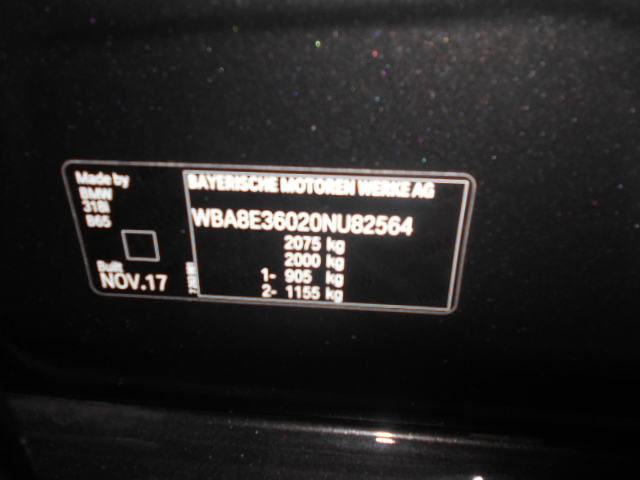 Made by
BMW
318i
B65
Built
NOV.17
BAYERISCHE MOTOREN WERKE AG
WBA8E36020NU82564
2075 kg
2000 kg
1- 905 kg
2- 1155 kg